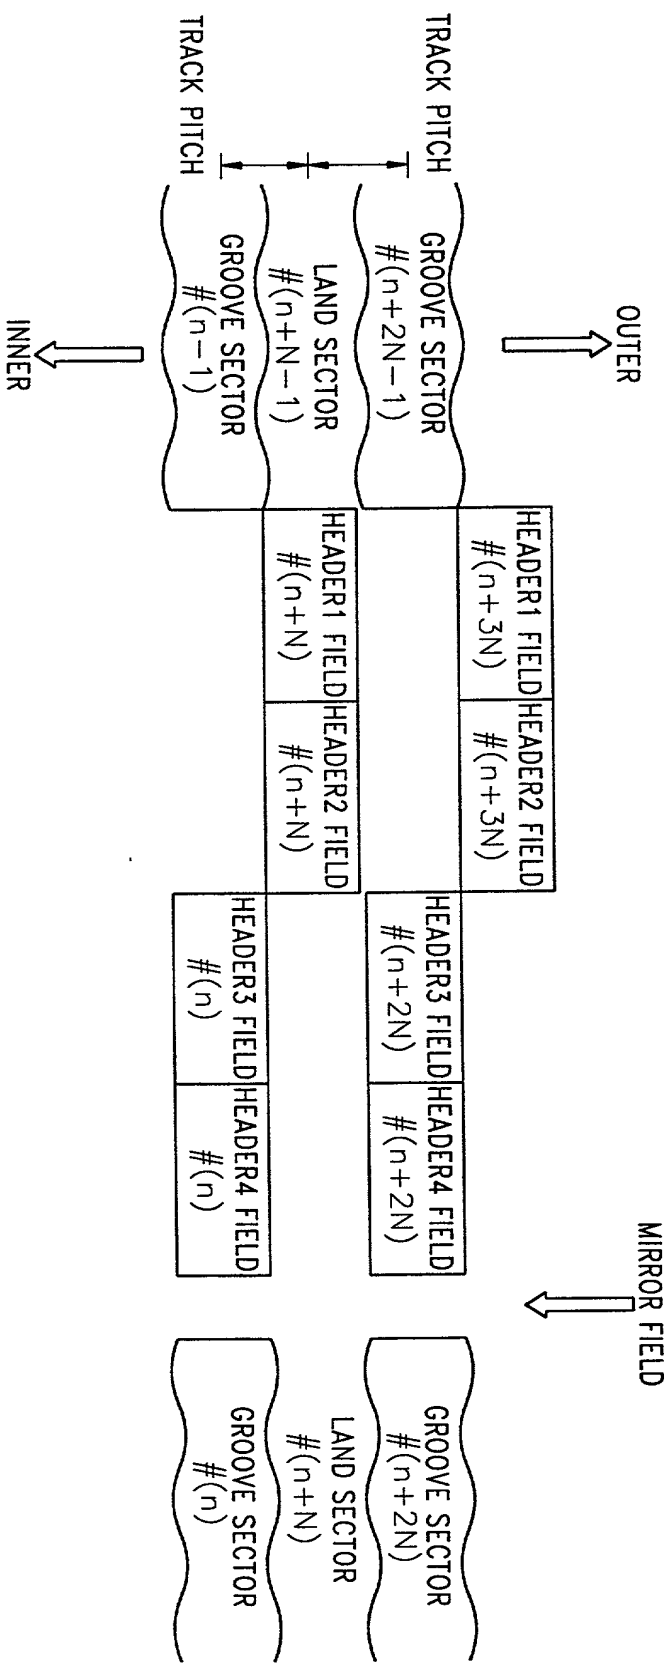 TRACK PITCH
TRACK PITCH
OUTER
GROOVE SECTOR
#(n+2N-1)
LAND SECTOR
#(n+N-1)
GROOVE SECTOR
#(n-1)
INNER
HEADER1 FIELD
#(n+3N)
HEADER2 FIELD
#(n+3N)
HEADER1 FIELD
#(n+N)
HEADER2 FIELD
#(n+N)
HEADER3 FIELD
#(n+2N)
HEADER4 FIELD
#(n+2N)
HEADER3 FIELD
#(n)
HEADER4 FIELD
#(n)
MIRROR FIELD
GROOVE SECTOR
#(n+2N)
LAND SECTOR
#(n+N)
GROOVE SECTOR
#(n)